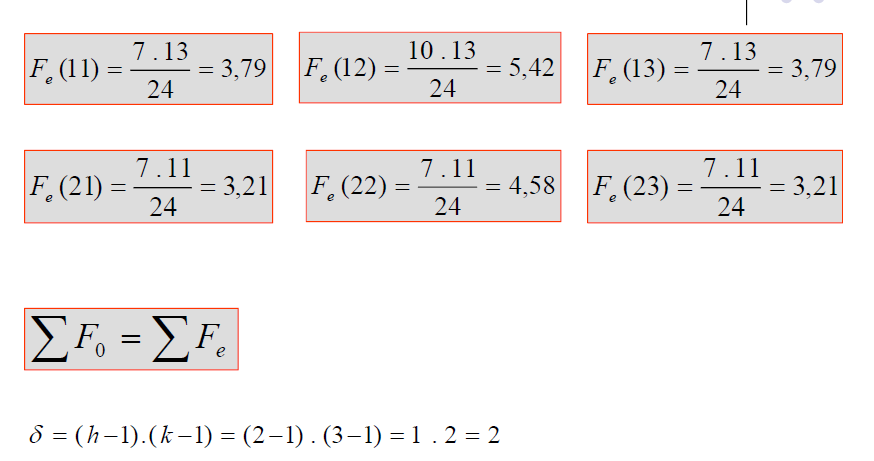 F_e (11) = 7 . 13 / 24 = 3,79 F_e (12) = 10 . 13 / 24 = 5,42 F_e (13) = 7 . 13 / 24 = 3,79
F_e (21) = 7 . 11 / 24 = 3,21 F_e (22) = 7 . 11 / 24 = 4,58 F_e (23) = 7 . 11 / 24 = 3,21
∑ F_0 = ∑ F_e
δ = (h−1).(k−1) = (2−1) . (3−1) = 1 . 2 = 2